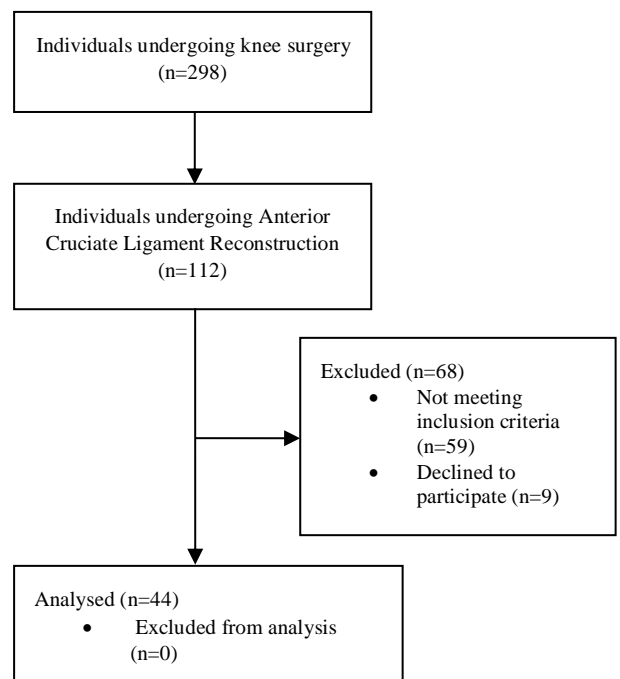 Individuals undergoing knee surgery
(n=298)
Individuals undergoing Anterior
Cruciate Ligament Reconstruction
(n=112)
Excluded (n=68)
• Not meeting
inclusion criteria
(n=59)
• Declined to
participate (n=9)
Analysed (n=44)
• Excluded from analysis
(n=0)